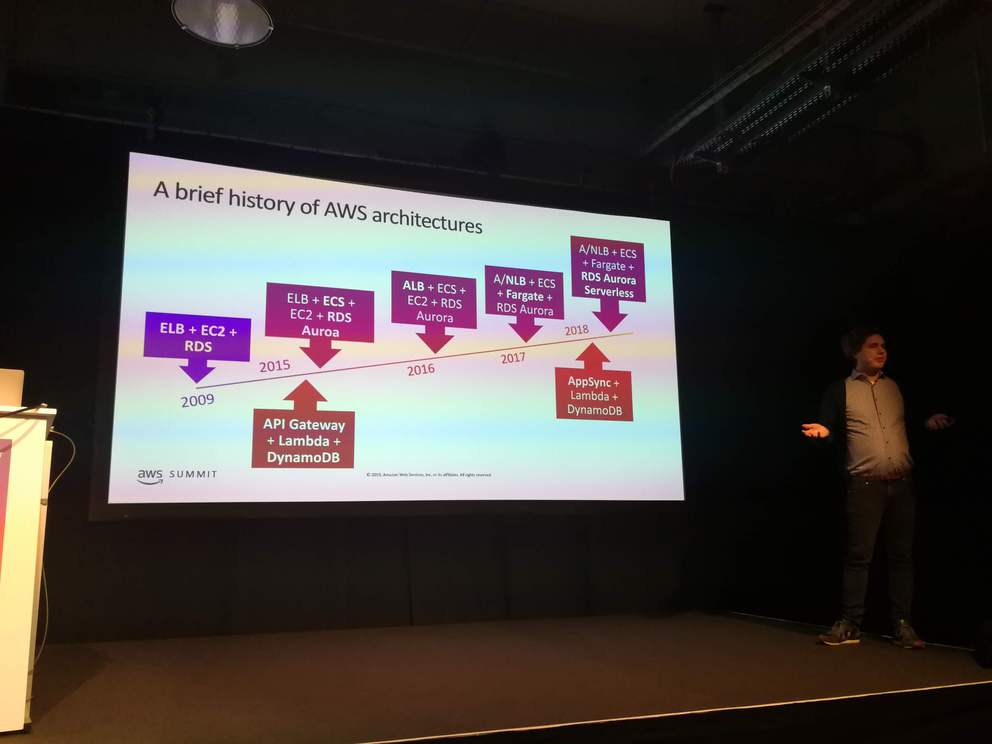 A brief history of AWS architectures
ELB + EC2 +
RDS
ELB + ECS +
EC2 + RDS
Auroa
ALB + ECS +
EC2 + RDS
Aurora
A/NLB + ECS
+ Fargate +
RDS Aurora
A/NLB + ECS
+ Fargate +
RDS Aurora
Serverless
2009
2015
2016
2017
2018
API Gateway
+ Lambda +
DynamoDB
AppSync +
Lambda +
DynamoDB
aws SUMMIT
© 2019, Amazon Web Services, Inc. or its affiliates. All rights reserved.